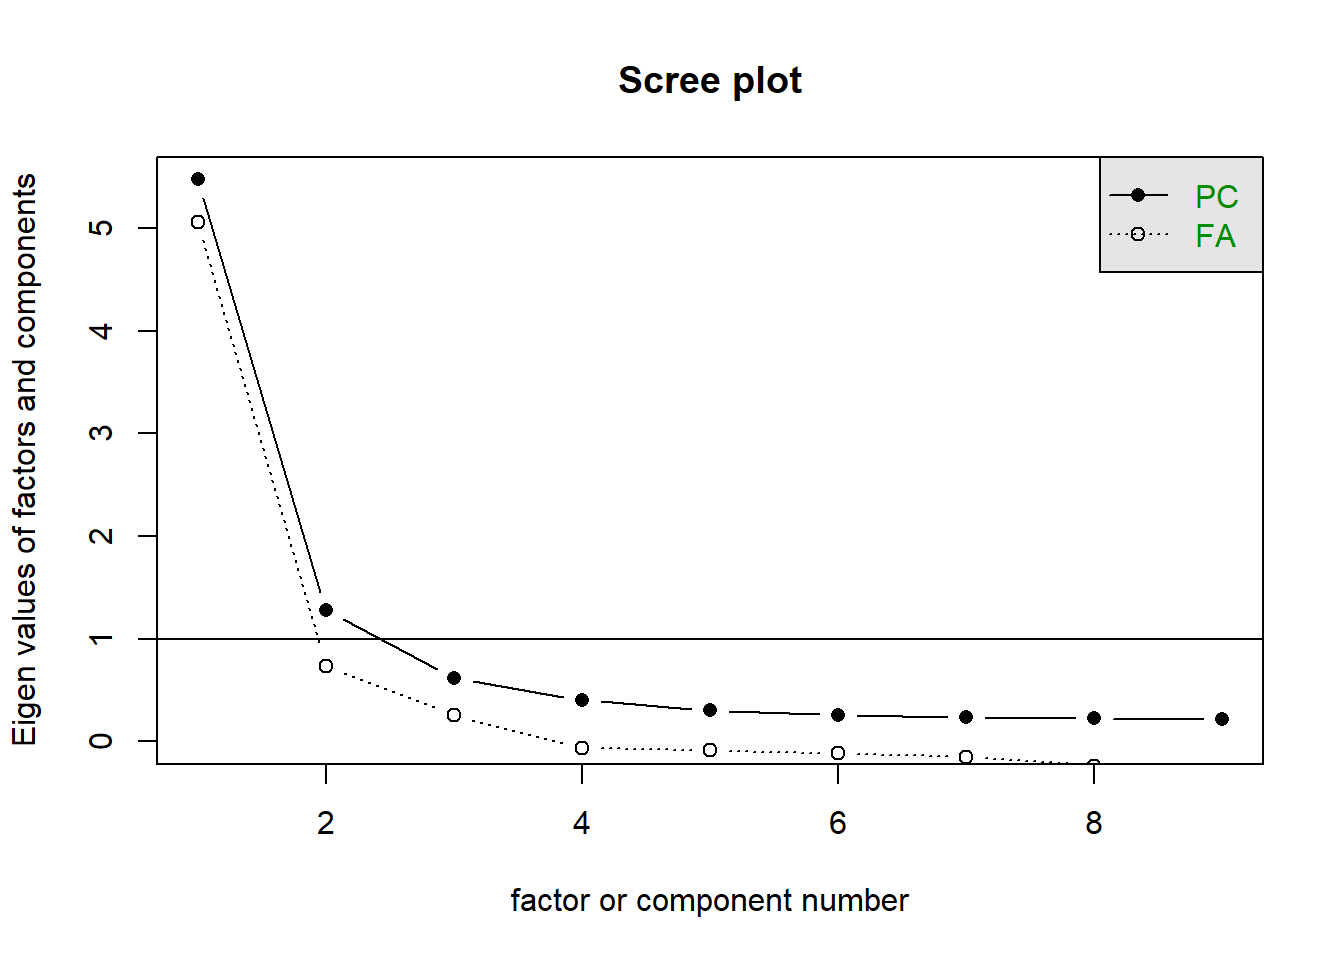 Scree plot
PC
FA
Eigen values of factors and components
5
4
3
2
1
0
2
4
6
8
factor or component number